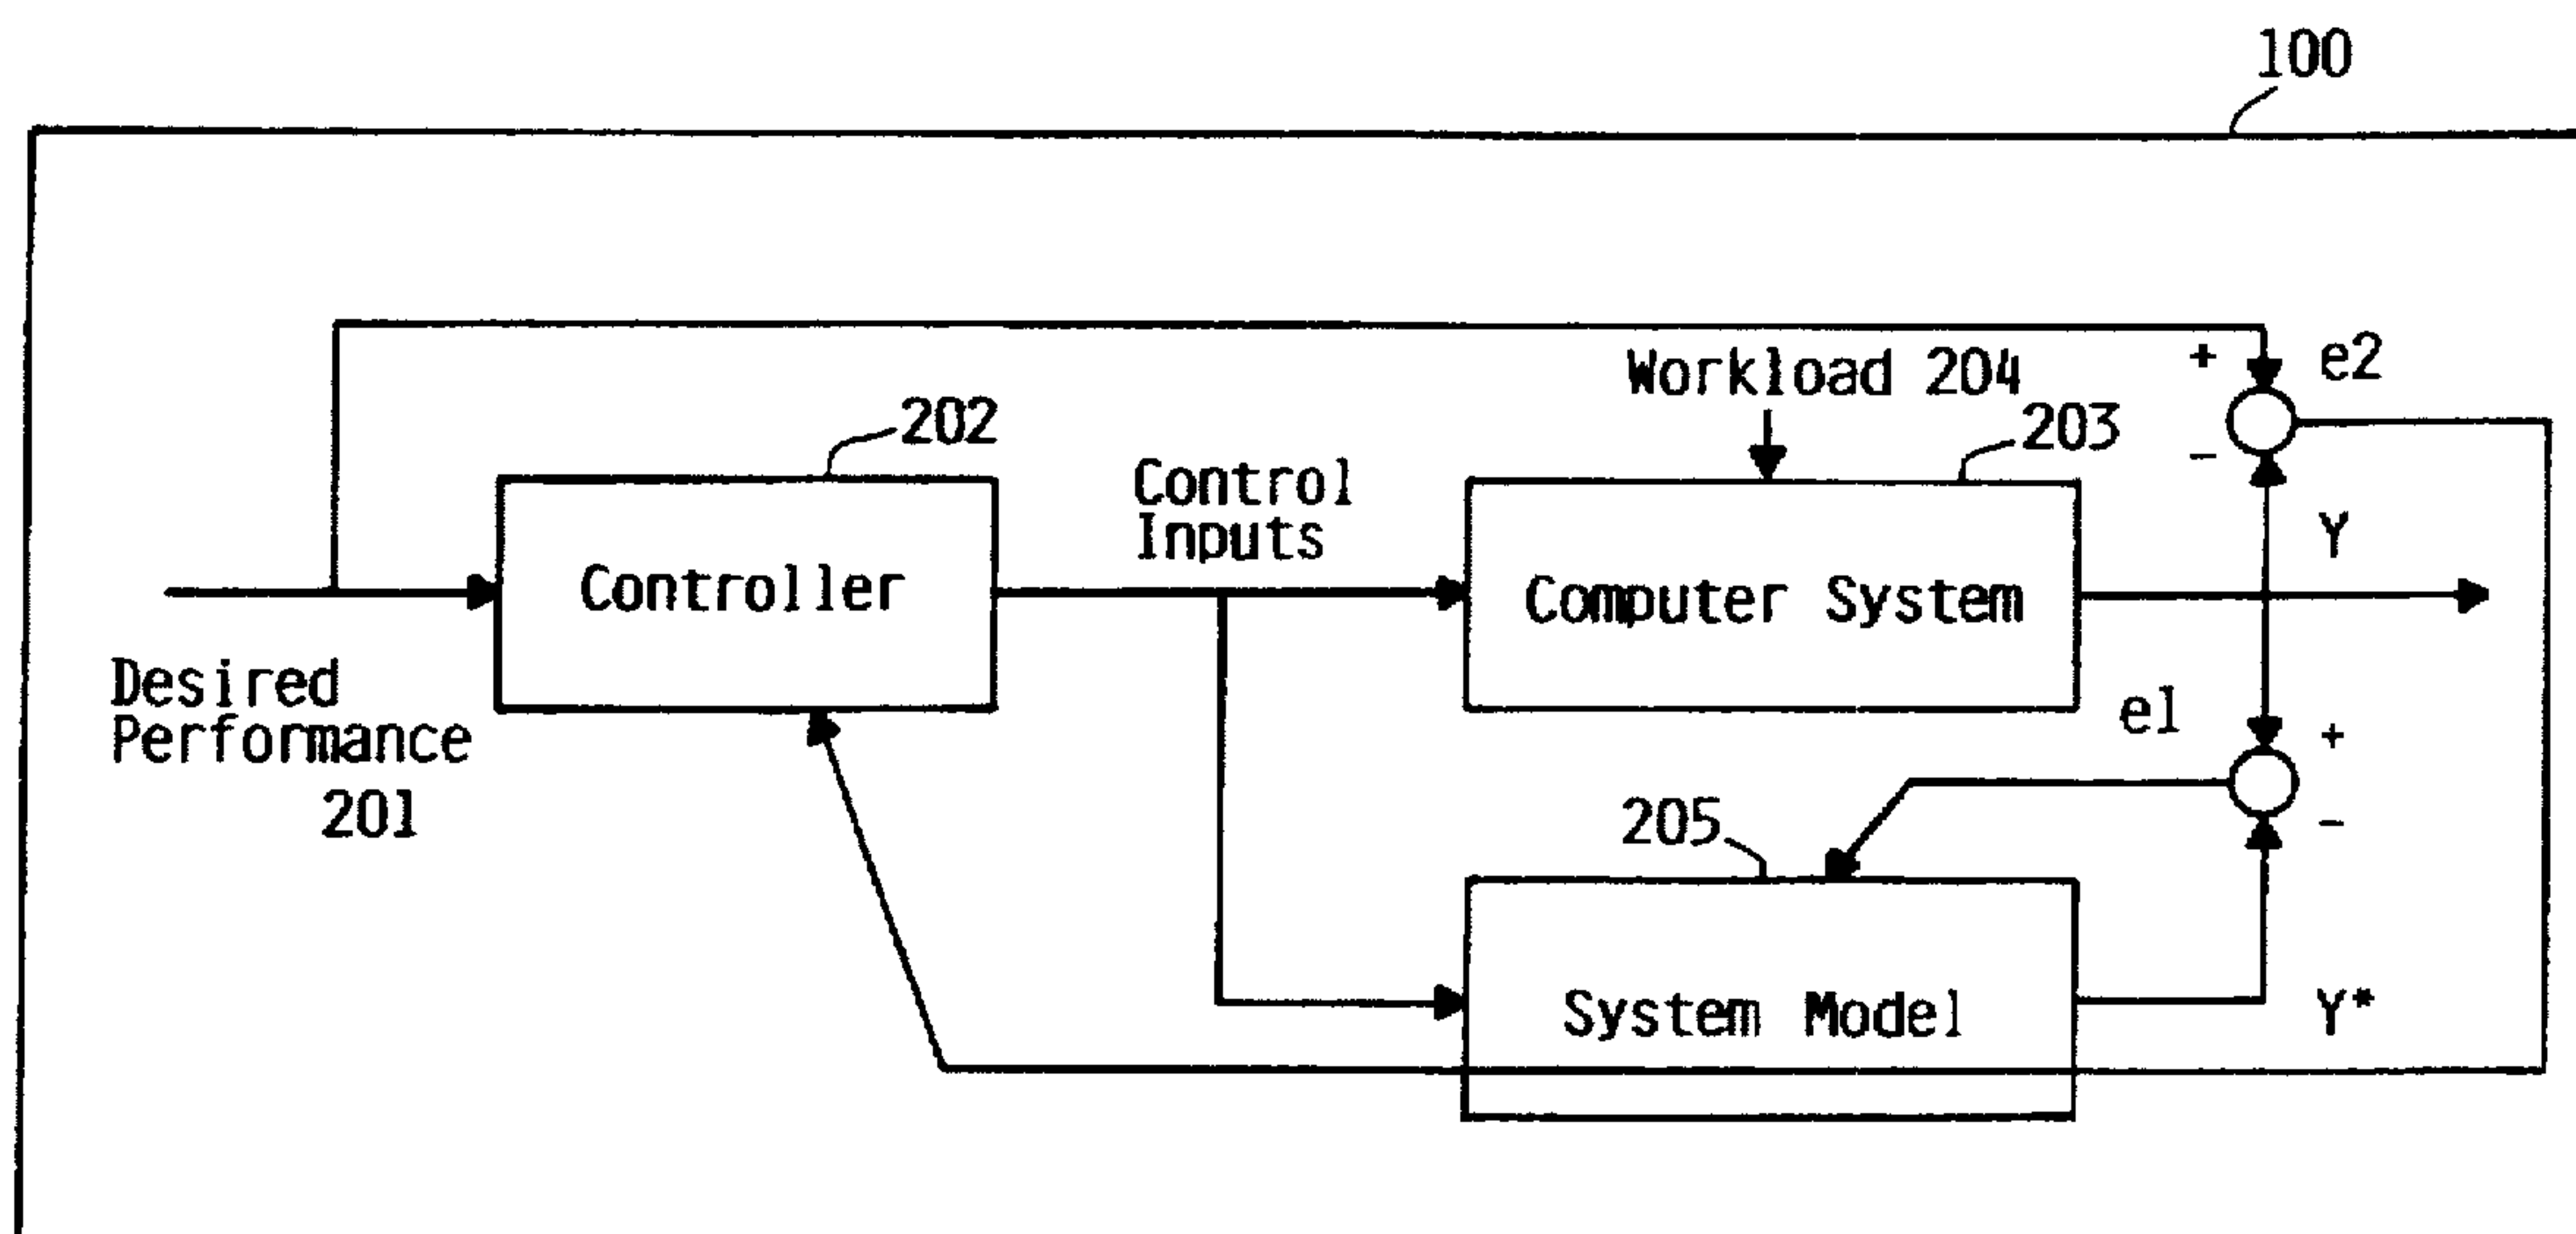 100
+
e2
Workload 204
202
203
-
Control
Inputs
Y
Controller
Computer System
Desired
Performance
201
e1
+
205
-
System Model
Y*